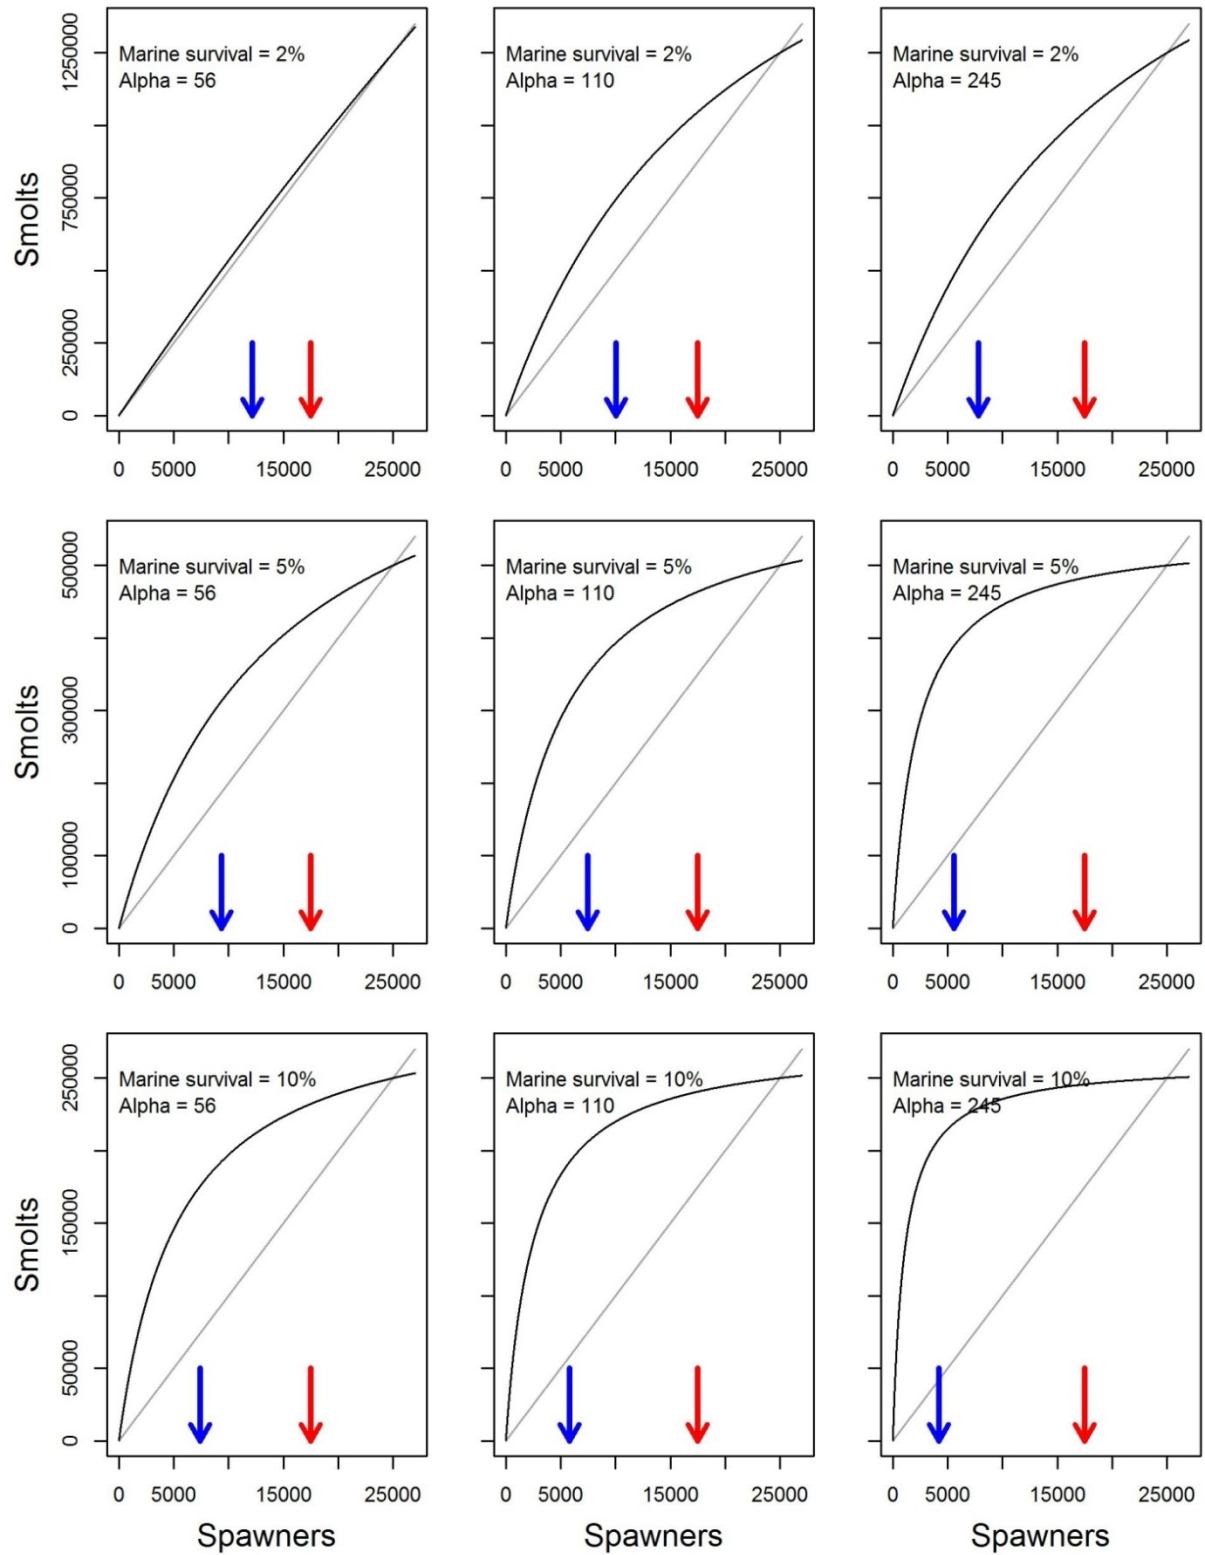 Marine survival = 2%
Alpha = 56
Marine survival = 2%
Alpha = 110
Marine survival = 2%
Alpha = 245
Smolts
0 250000 750000 1250000
0 5000 15000 25000
0 5000 15000 25000
0 5000 15000 25000
Marine survival = 5%
Alpha = 56
Marine survival = 5%
Alpha = 110
Marine survival = 5%
Alpha = 245
Smolts
0 100000 300000 500000
0 5000 15000 25000
0 5000 15000 25000
0 5000 15000 25000
Marine survival = 10%
Alpha = 56
Marine survival = 10%
Alpha = 110
Marine survival = 10%
Alpha = 245
Smolts
0 50000 150000 250000
0 5000 15000 25000
0 5000 15000 25000
0 5000 15000 25000
Spawners
Spawners
Spawners